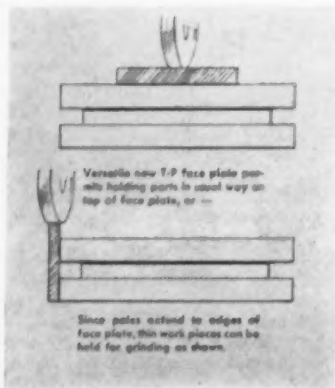 Versatile new T-P face plate per-
mits holding parts in usual way on
top of face plate, or —
Since poles extend to edges of
face plate, thin work pieces can be
held for grinding as shown.